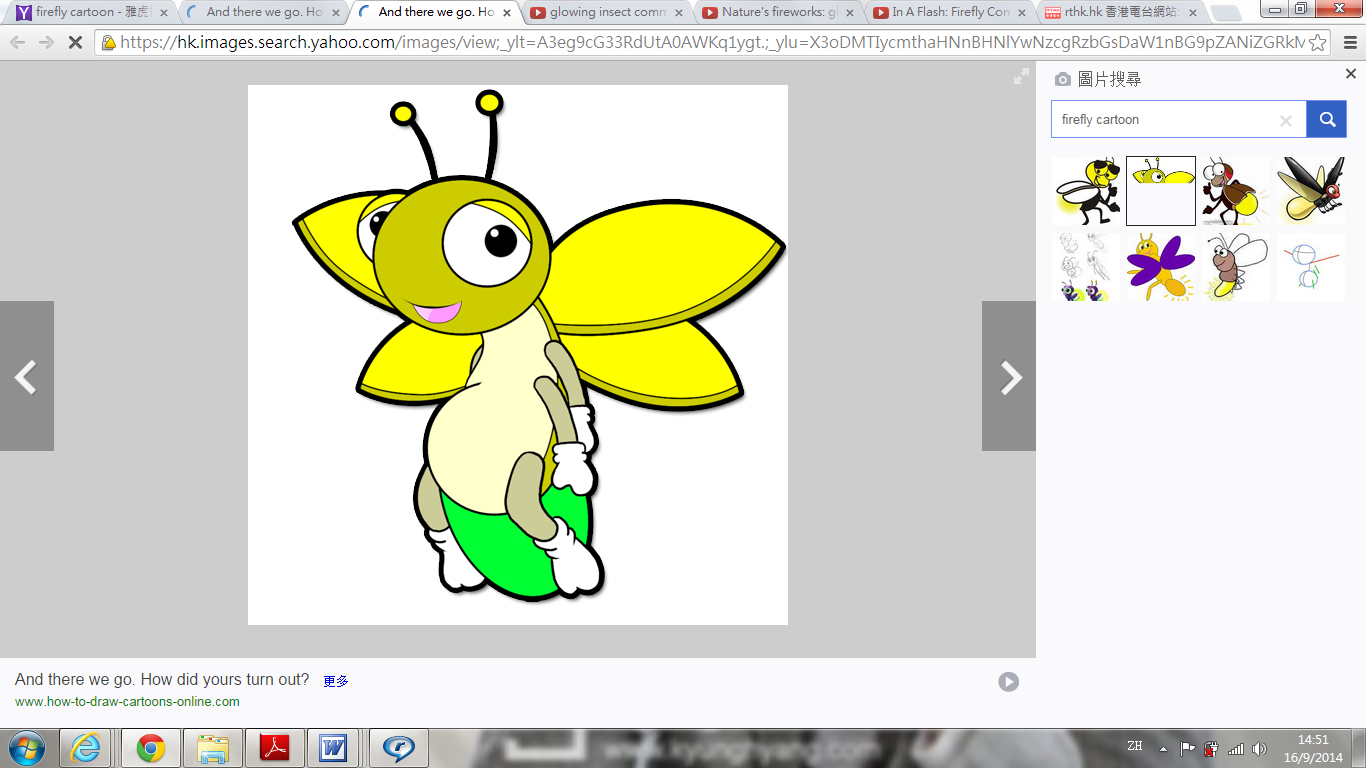 firefly cartoon - 雅虎
And there we go. Ho
And there we go. Ho
glowing insect comm
Nature's fireworks: gl
In A Flash: Firefly Con
rthk.hk 香港電台網站
https://hk.images.search.yahoo.com/images/view;_ylt=A3eg9cG33RdUtA0AWKq1ygt.;_ylu=X3oDMTIycmthaHNnBHNlYwNzcgRzbGsDaW1nBG9pZANiZGRkM
圖片搜尋
firefly cartoon
And there we go. How did yours turn out? 更多
www.how-to-draw-cartoons-online.com
ZH
14:51
16/9/2014